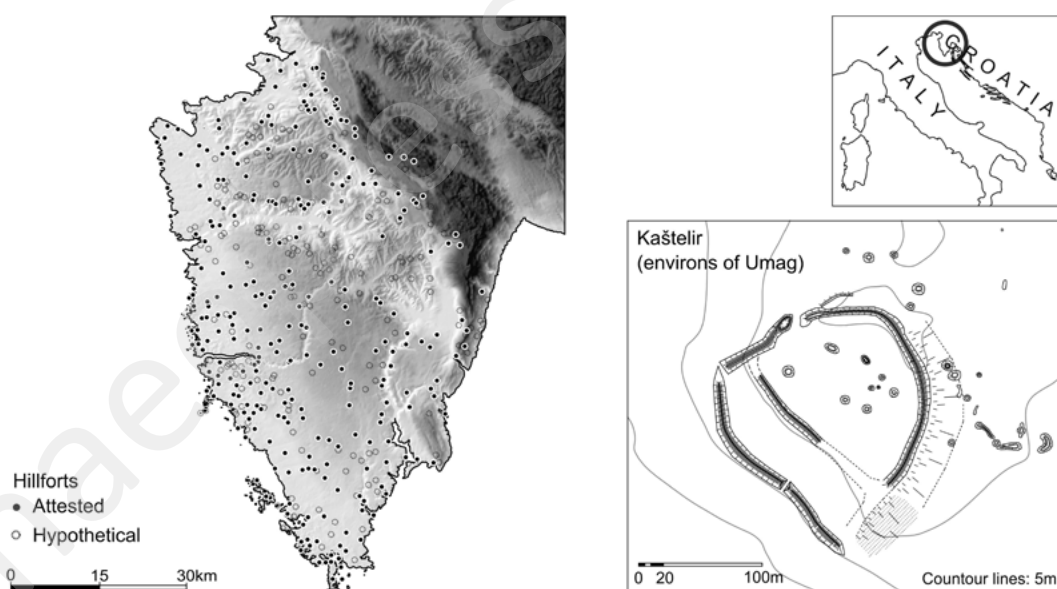 Hillforts
Attested
Hypothetical
0 15 30km
ITALY
CROATIA
Kaštelir
(environs of Umag)
0 20 100m
Countour lines: 5m